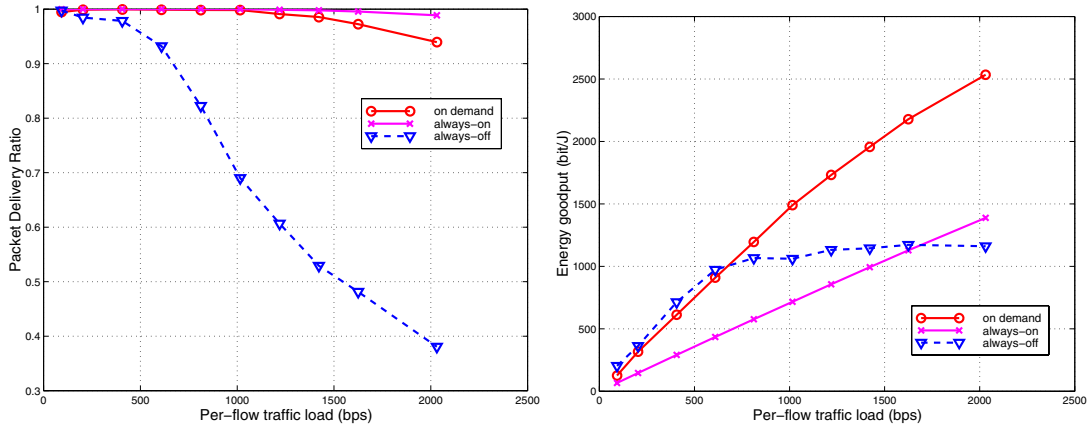 1
0.9
0.8
0.7
0.6
0.5
0.4
0.3
0
500
1000
1500
2000
2500
Packet Delivery Ratio
Per-flow traffic load (bps)
on demand
always-on
always-off
3000
2500
2000
1500
1000
500
0
0
500
1000
1500
2000
2500
Energy goodput (bit/J)
Per-flow traffic load (bps)
on demand
always-on
always-off